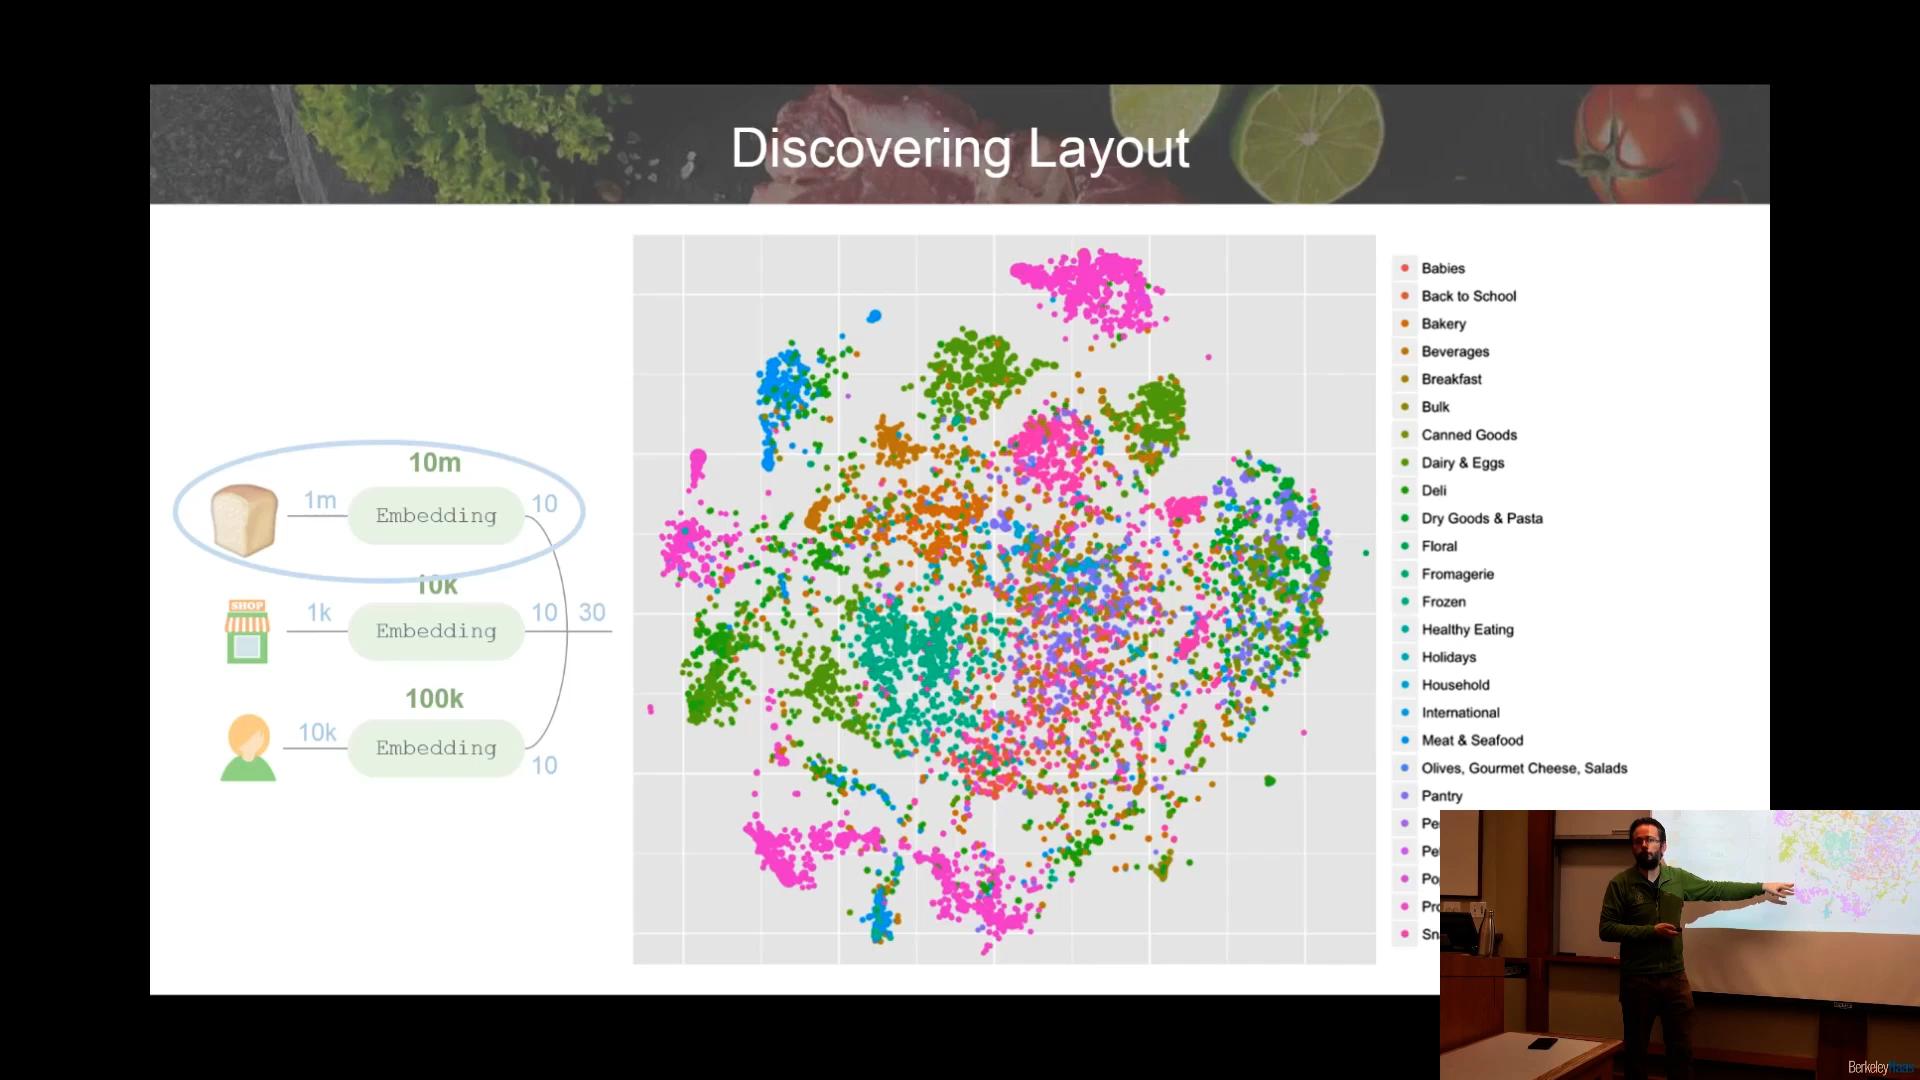 Discovering Layout
10m
1m
Embedding
10
10k
1k
SHOP
Embedding
10
30
100k
10k
Embedding
10
Babies
Back to School
Bakery
Beverages
Breakfast
Bulk
Canned Goods
Dairy & Eggs
Deli
Dry Goods & Pasta
Floral
Fromagerie
Frozen
Healthy Eating
Holidays
Household
International
Meat & Seafood
Olives, Gourmet Cheese, Salads
Pantry
BerkeleyHaas